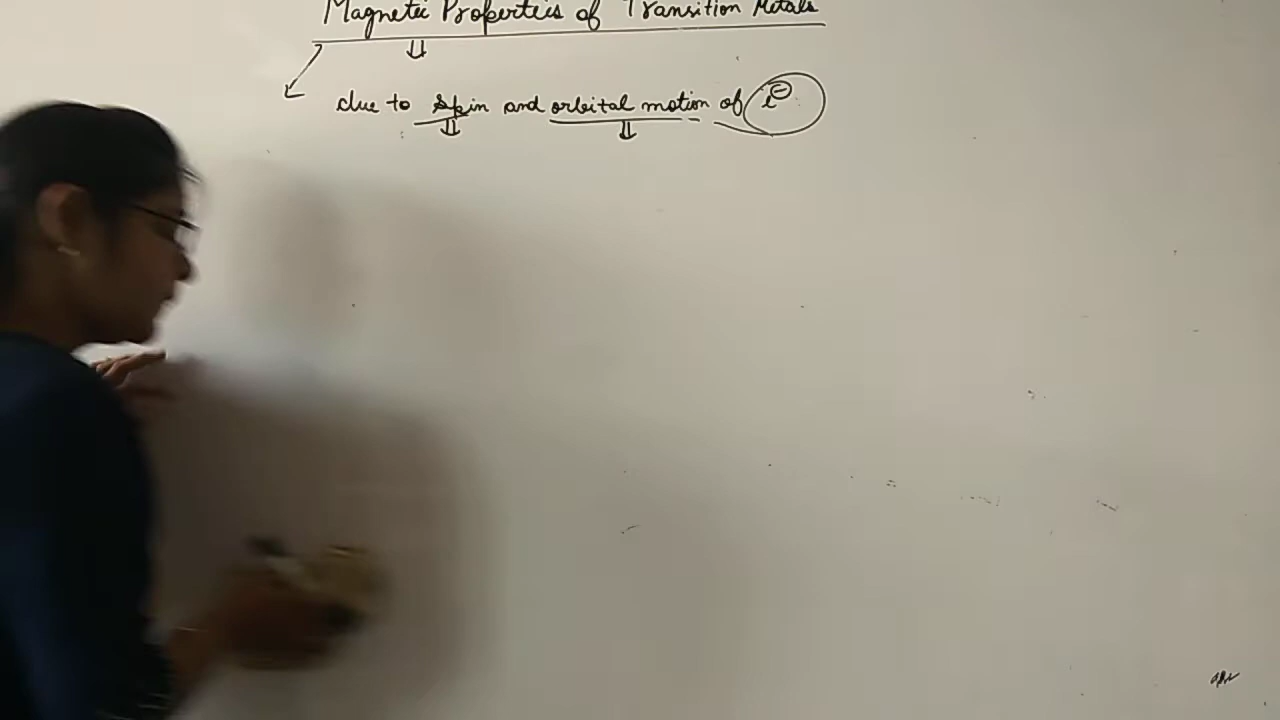 Magnetic Properties of Transition Metals
due to spin and orbital motion of e⊖